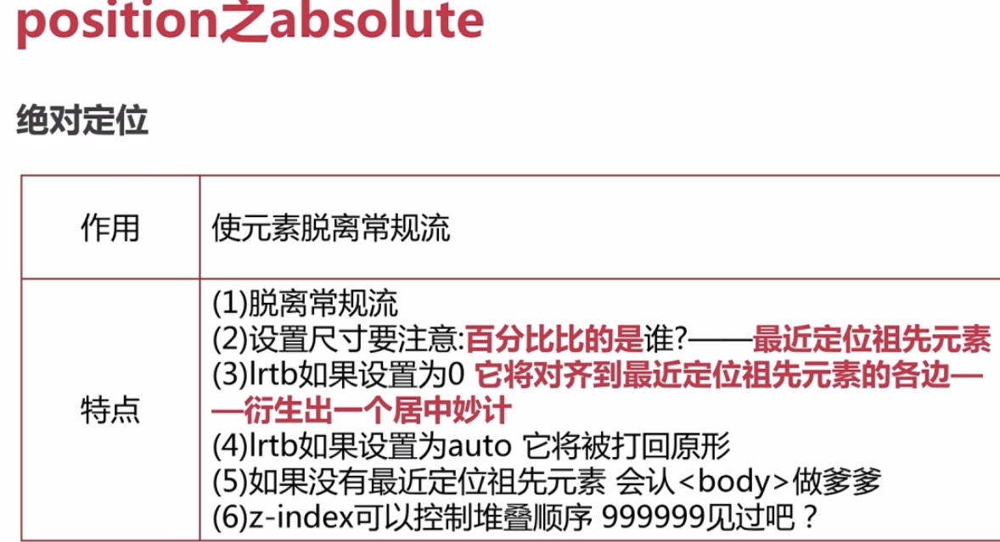 position之absolute
绝对定位
作用
使元素脱离常规流
特点
(1)脱离常规流
(2)设置尺寸要注意:百分比比的是谁?——最近定位祖先元素
(3)lrtb如果设置为0 它将对齐到最近定位祖先元素的各边—
—衍生出一个居中妙计
(4)lrtb如果设置为auto 它将被打回原形
(5)如果没有最近定位祖先元素 会认<body>做爹爹
(6)z-index可以控制堆叠顺序 999999见过吧？